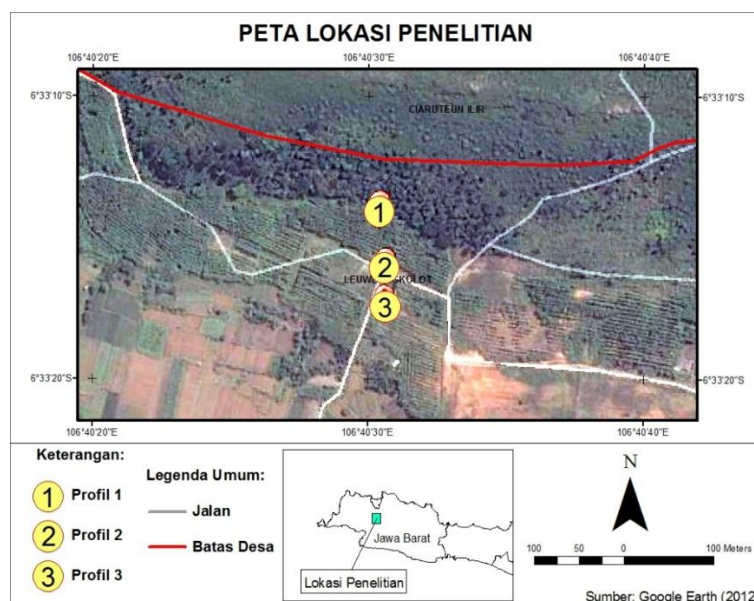 PETA LOKASI PENELITIAN
106°40'20"E 106°40'30"E 106°40'40"E
6°33'10"S 6°33'10"S
CIARUTEUN ILIR
1
2
3
6°33'20"S 6°33'20"S
106°40'20"E 106°40'30"E 106°40'40"E
Keterangan:
1 Profil 1
2 Profil 2
3 Profil 3
Legenda Umum:
Jalan
Batas Desa
Jawa Barat
Lokasi Penelitian
N
100 50 0 100 Meters
Sumber: Google Earth (2012